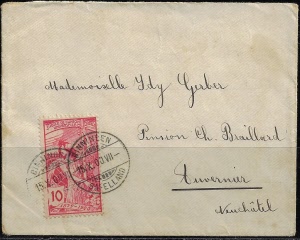 Mademoiselle Idy Gerber
Pension Ch. Braillard
Auvernier
Neuchâtel
10